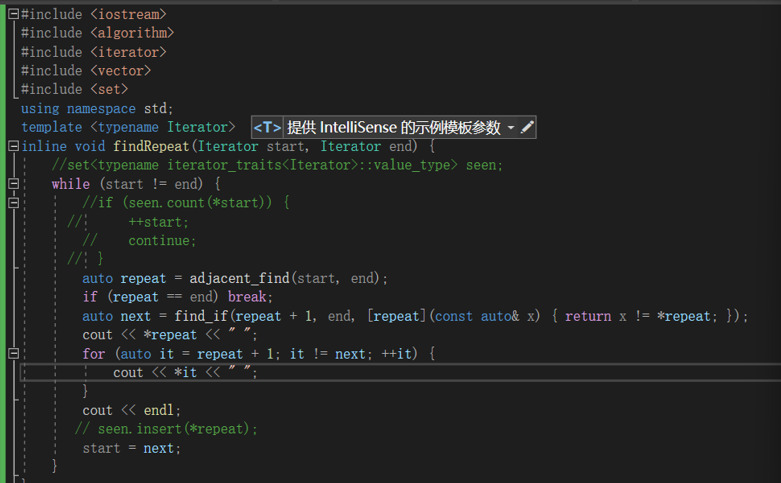 #include <iostream>
#include <algorithm>
#include <iterator>
#include <vector>
#include <set>
using namespace std;
template <typename Iterator> <T> 提供 IntelliSense 的示例模板参数
inline void findRepeat(Iterator start, Iterator end) {
//set<typename iterator_traits<Iterator>::value_type> seen;
while (start != end) {
//if (seen.count(*start)) {
// ++start;
// continue;
// }
auto repeat = adjacent_find(start, end);
if (repeat == end) break;
auto next = find_if(repeat + 1, end, [repeat](const auto& x) { return x != *repeat; });
cout << *repeat << " ";
for (auto it = repeat + 1; it != next; ++it) {
cout << *it << " ";
}
cout << endl;
// seen.insert(*repeat);
start = next;
}